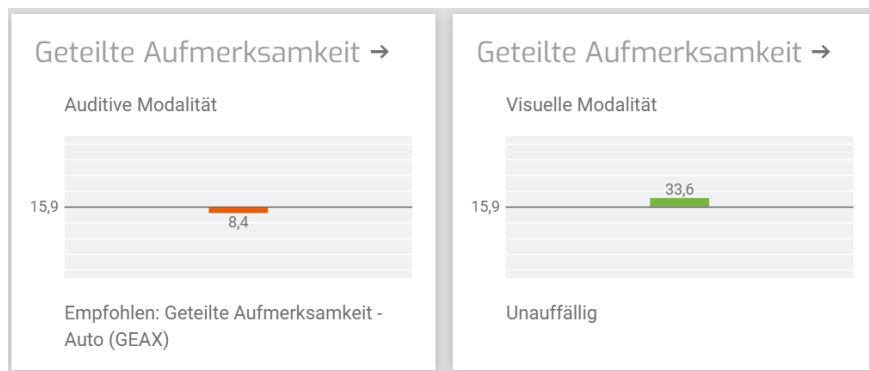 Geteilte Aufmerksamkeit →
Auditive Modalität
15,9
8,4
Empfohlen: Geteilte Aufmerksamkeit -
Auto (GEAX)
Geteilte Aufmerksamkeit →
Visuelle Modalität
33,6
15,9
Unauffällig